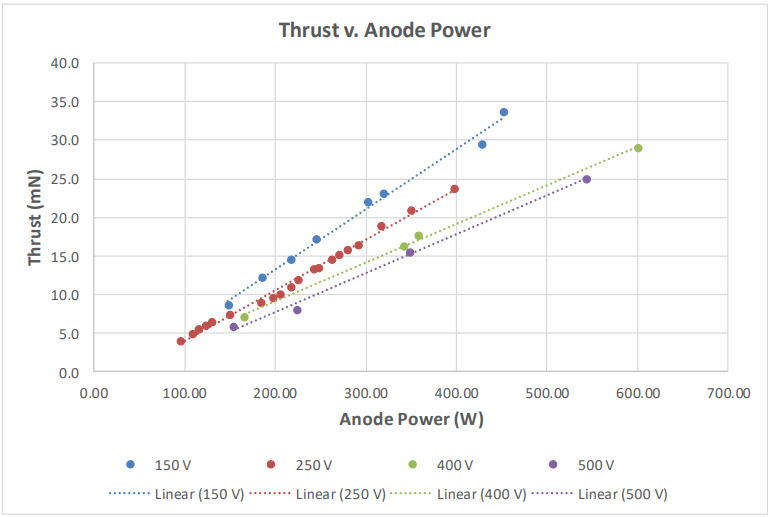 Thrust v. Anode Power
40.0
35.0
30.0
25.0
20.0
15.0
10.0
5.0
0.0
Thrust (mN)
0.00 100.00 200.00 300.00 400.00 500.00 600.00 700.00
Anode Power (W)
150 V 250 V 400 V 500 V
Linear (150 V) Linear (250 V) Linear (400 V) Linear (500 V)